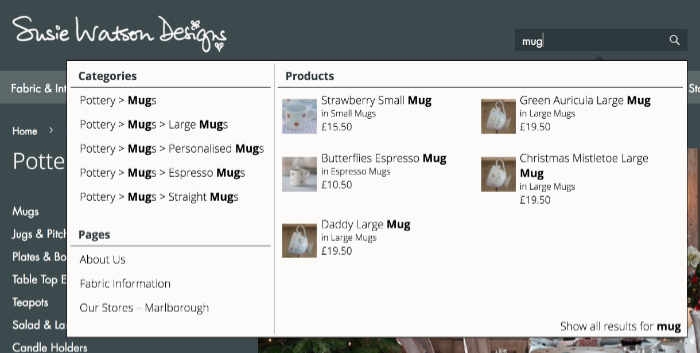 Susie Watson Designs
mug
Fabric & Int
Home >
Potte
Mugs
Jugs & Pitch
Plates & Bo
Table Top E
Teapots
Salad & La
Candle Holders
Categories
Pottery > Mugs
Pottery > Mugs > Large Mugs
Pottery > Mugs > Personalised Mugs
Pottery > Mugs > Espresso Mugs
Pottery > Mugs > Straight Mugs
Pages
About Us
Fabric Information
Our Stores – Marlborough
Products
Strawberry Small Mug
in Small Mugs
£15.50
Butterflies Espresso Mug
in Espresso Mugs
£10.50
Daddy Large Mug
in Large Mugs
£19.50
Green Auricula Large Mug
in Large Mugs
£19.50
Christmas Mistletoe Large
Mug
in Large Mugs
£19.50
Show all results for mug
Sto